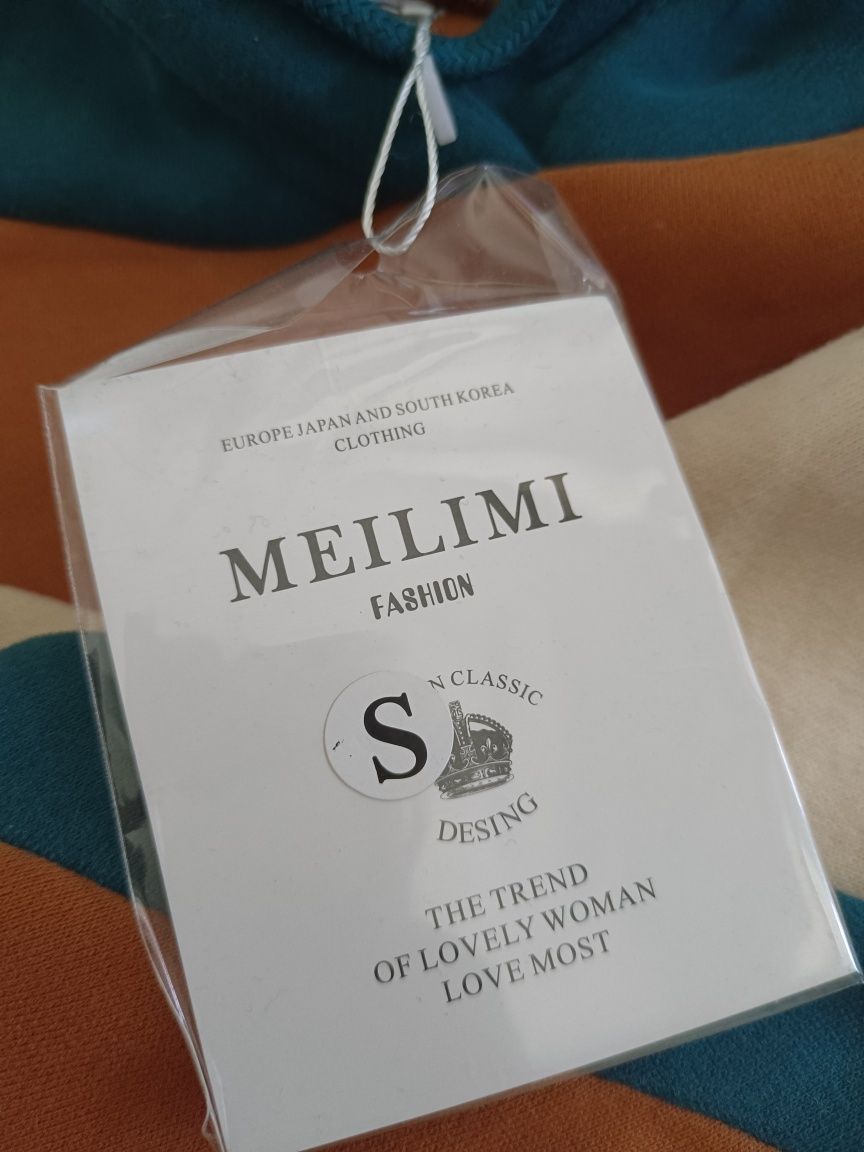 EUROPE JAPAN AND SOUTH KOREA
CLOTHING
MEILIMI
FASHION
CLASSIC
S
DESING
THE TREND
OF LOVELY WOMAN
LOVE MOST